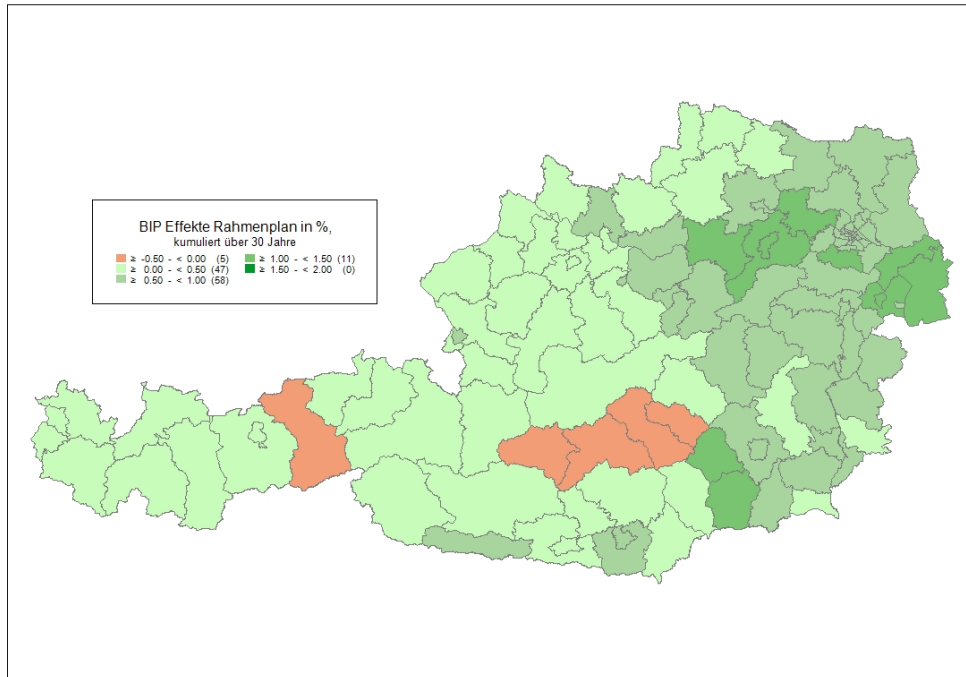 BIP Effekte Rahmenplan in %,
kumuliert über 30 Jahre
≥ -0.50 - < 0.00 (5) ≥ 1.00 - < 1.50 (11)
≥ 0.00 - < 0.50 (47) ≥ 1.50 - < 2.00 (0)
≥ 0.50 - < 1.00 (58)